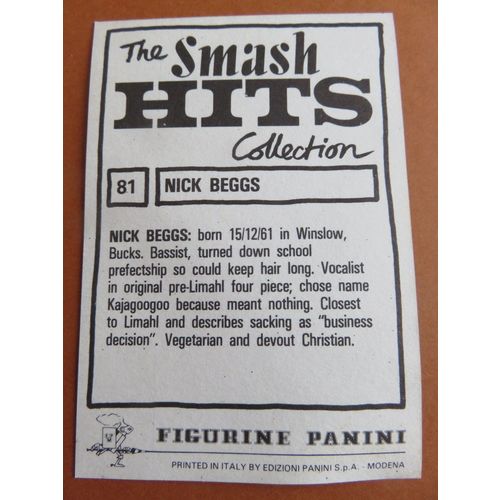 The Smash
HITS
Collection
81 NICK BEGGS
NICK BEGGS: born 15/12/61 in Winslow,
Bucks. Bassist, turned down school
prefectship so could keep hair long. Vocalist
in original pre-Limahl four piece; chose name
Kajagoogoo because meant nothing. Closest
to Limahl and describes sacking as “business
decision”. Vegetarian and devout Christian.
FIGURINE PANINI
PRINTED IN ITALY BY EDIZIONI PANINI S.p.A. - MODENA